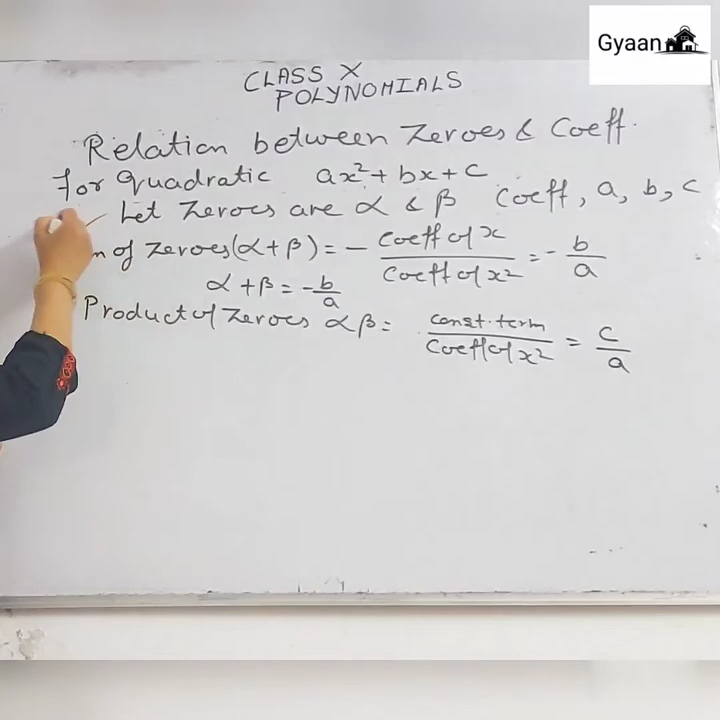 Gyaan
CLASS X
POLYNOMIALS
Relation between Zeroes & Coeff.
for quadratic ax² + bx + c
Let Zeroes are α & β Coeff, a, b, c
n of Zeroes (α + β) = - Coeff of x / Coeff of x² = - b/a
α + β = - b/a
Product of Zeroes αβ = const. term / Coeff of x² = c/a